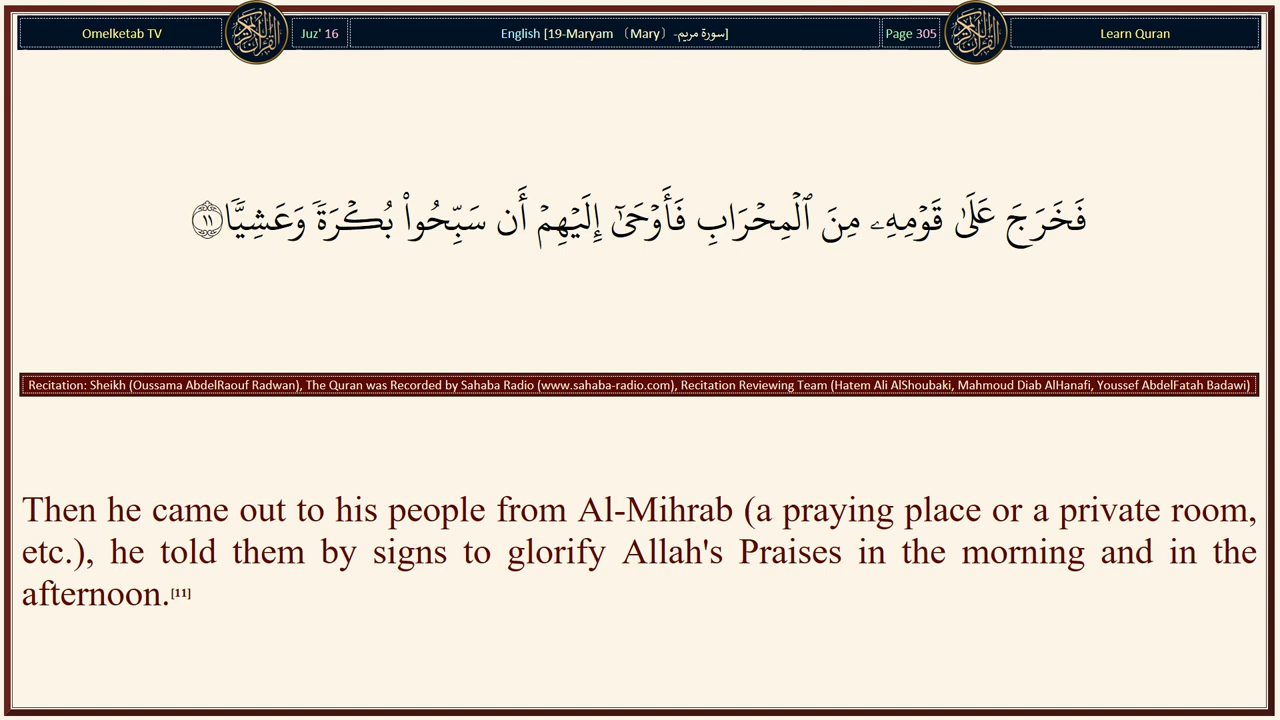 Omelketab TV
Juz' 16
English [19-Maryam 〔Mary〕 -سورة مريم]
Page 305
Learn Quran
فَخَرَجَ عَلَىٰ قَوْمِهِۦ مِنَ ٱلْمِحْرَابِ فَأَوْحَىٰٓ إِلَيْهِمْ أَن سَبِّحُوا۟ بُكْرَةًۭ وَعَشِيًّۭا ١١
Recitation: Sheikh (Oussama AbdelRaouf Radwan), The Quran was Recorded by Sahaba Radio (www.sahaba-radio.com), Recitation Reviewing Team (Hatem Ali AlShoubaki, Mahmoud Diab AlHanafi, Youssef AbdelFatah Badawi)
Then he came out to his people from Al-Mihrab (a praying place or a private room,
etc.), he told them by signs to glorify Allah's Praises in the morning and in the
afternoon.[11]